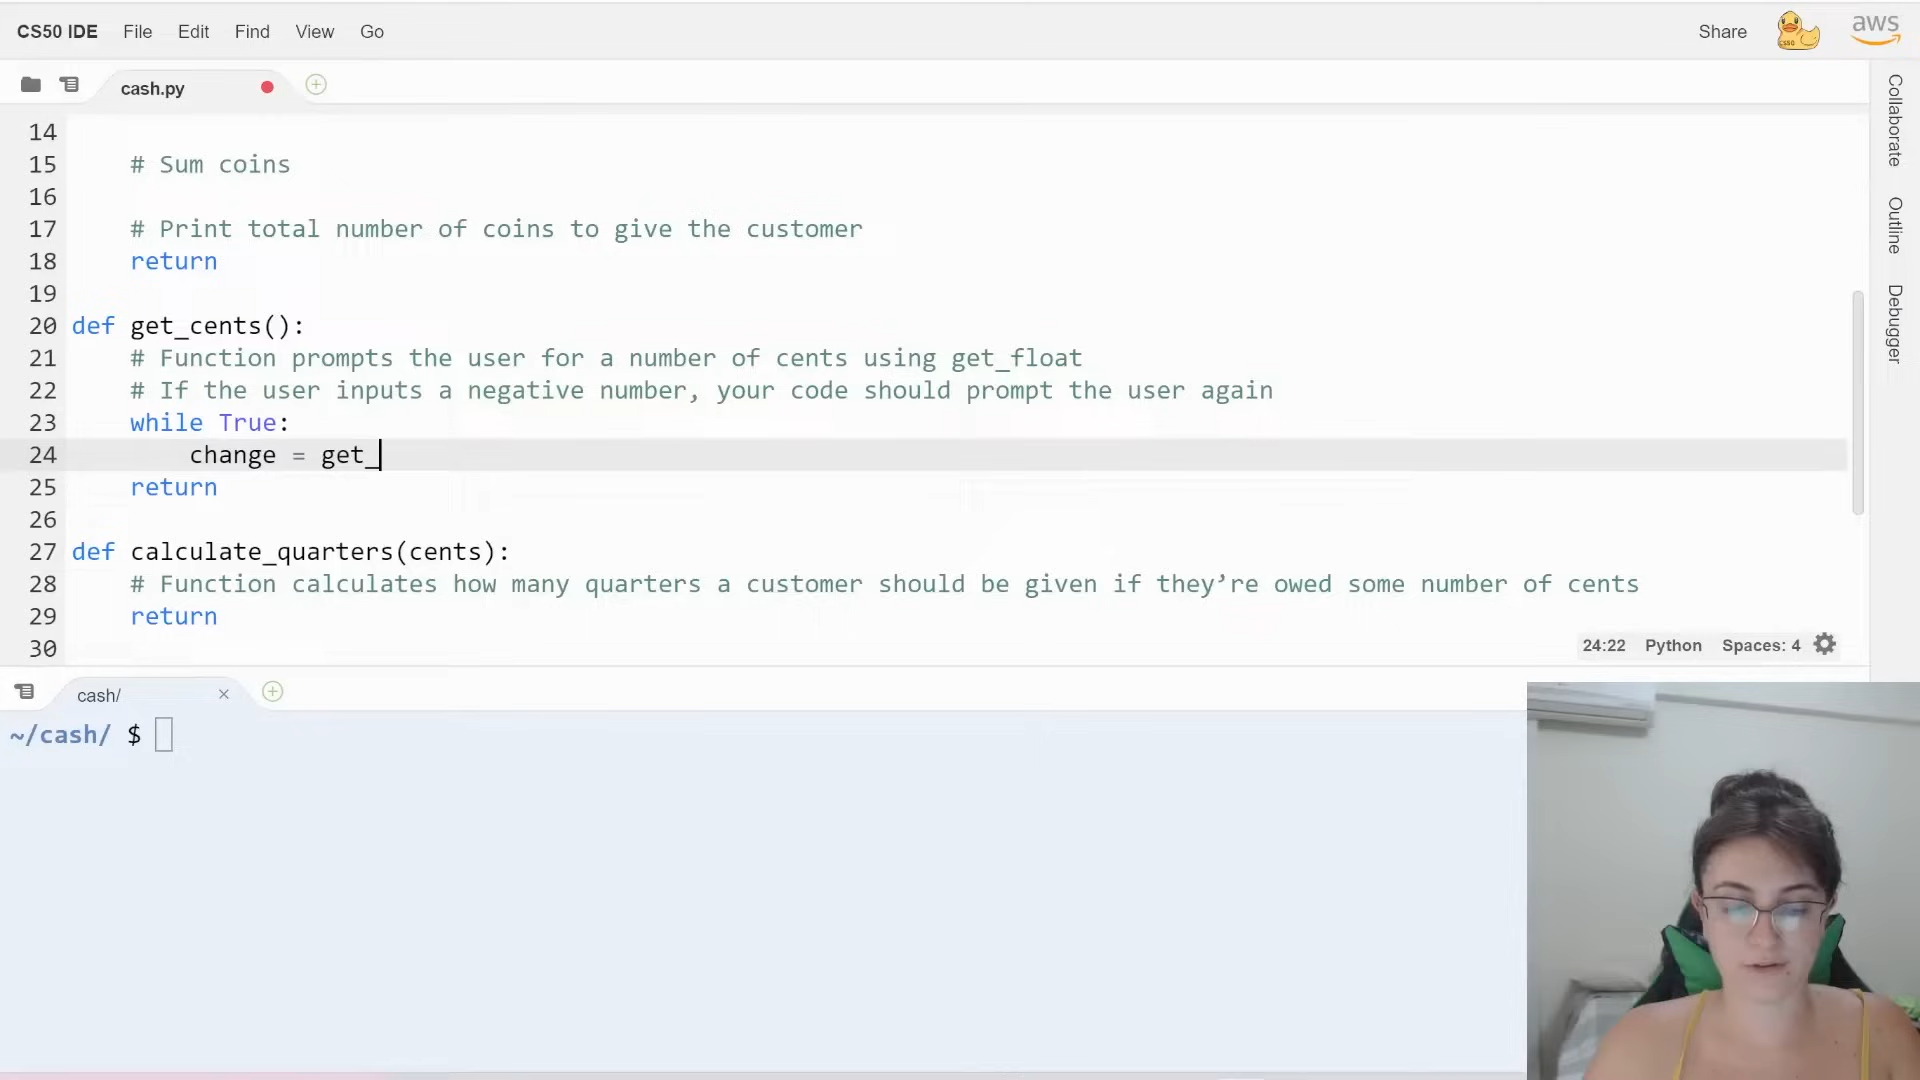 CS50 IDE File Edit Find View Go Share CS50 aws
cash.py
14
15 # Sum coins
16
17 # Print total number of coins to give the customer
18 return
19
20 def get_cents():
21 # Function prompts the user for a number of cents using get_float
22 # If the user inputs a negative number, your code should prompt the user again
23 while True:
24 change = get_
25 return
26
27 def calculate_quarters(cents):
28 # Function calculates how many quarters a customer should be given if they’re owed some number of cents
29 return
30
24:22 Python Spaces: 4
Collaborate
Outline
Debugger
cash/
~/cash/ $